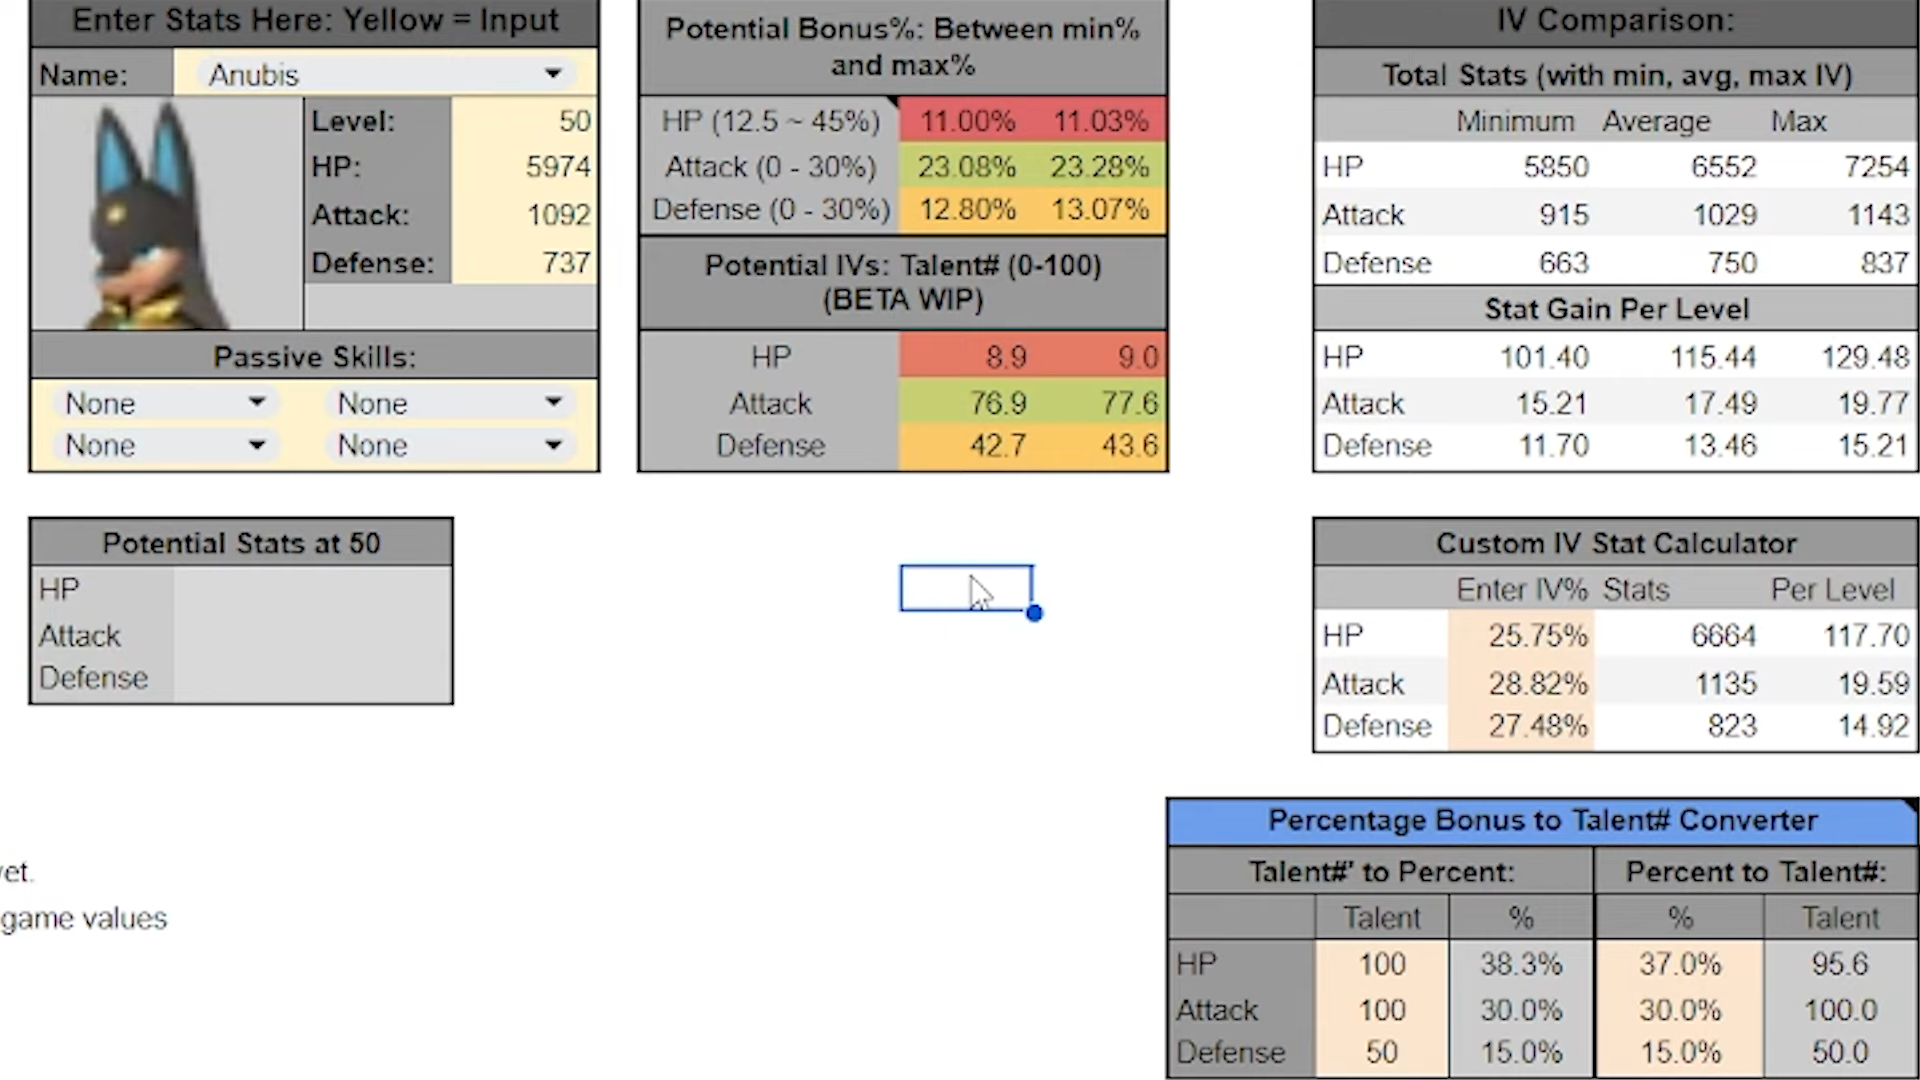 Enter Stats Here: Yellow = Input
Name: Anubis
Level: 50
HP: 5974
Attack: 1092
Defense: 737
Passive Skills:
None None
None None
Potential Bonus%: Between min%
and max%
HP (12.5 ~ 45%) 11.00% 11.03%
Attack (0 - 30%) 23.08% 23.28%
Defense (0 - 30%) 12.80% 13.07%
Potential IVs: Talent# (0-100)
(BETA WIP)
HP 8.9 9.0
Attack 76.9 77.6
Defense 42.7 43.6
IV Comparison:
Total Stats (with min, avg, max IV)
Minimum Average Max
HP 5850 6552 7254
Attack 915 1029 1143
Defense 663 750 837
Stat Gain Per Level
HP 101.40 115.44 129.48
Attack 15.21 17.49 19.77
Defense 11.70 13.46 15.21
Potential Stats at 50
HP
Attack
Defense
Custom IV Stat Calculator
Enter IV% Stats Per Level
HP 25.75% 6664 117.70
Attack 28.82% 1135 19.59
Defense 27.48% 823 14.92
game values
Percentage Bonus to Talent# Converter
Talent#' to Percent: Percent to Talent#:
Talent % % Talent
HP 100 38.3% 37.0% 95.6
Attack 100 30.0% 30.0% 100.0
Defense 50 15.0% 15.0% 50.0